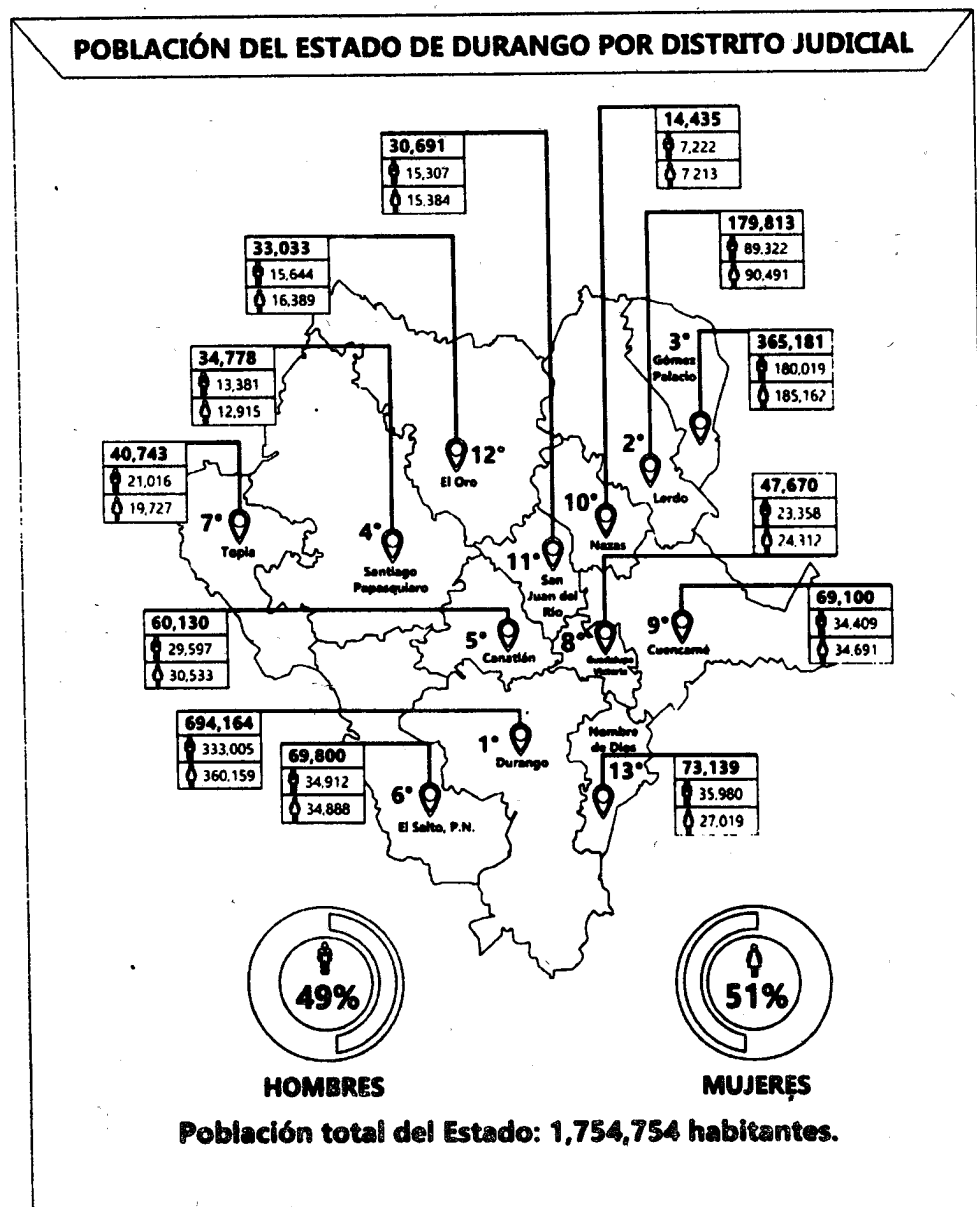 POBLACIÓN DEL ESTADO DE DURANGO POR DISTRITO JUDICIAL
14,435
7,222
7 213
30,691
15,307
15,384
179,813
89,322
90,491
33,033
15,644
16,389
3°
Gómez
Palacio
365,181
180,019
185,162
34,778
13,381
12,915
12°
El Oro
2°
Lerdo
40,743
21,016
19,727
47,670
23,358
24,312
7°
Topia
4°
Santiago
Papasquiaro
10°
Nazas
11°
San
Juan del
Río
69,100
34,409
34,691
60,130
29,597
30,533
5°
Canatlán
8°
Guadalupe
Victoria
9°
Cuencamé
694,164
333,005
360,159
1°
Durango
Nombre
de Dios
13°
69,800
34,912
34,888
6°
El Salto, P.N.
73,139
35,980
27,019
49%
HOMBRES
51%
MUJERES
Población total del Estado: 1,754,754 habitantes.